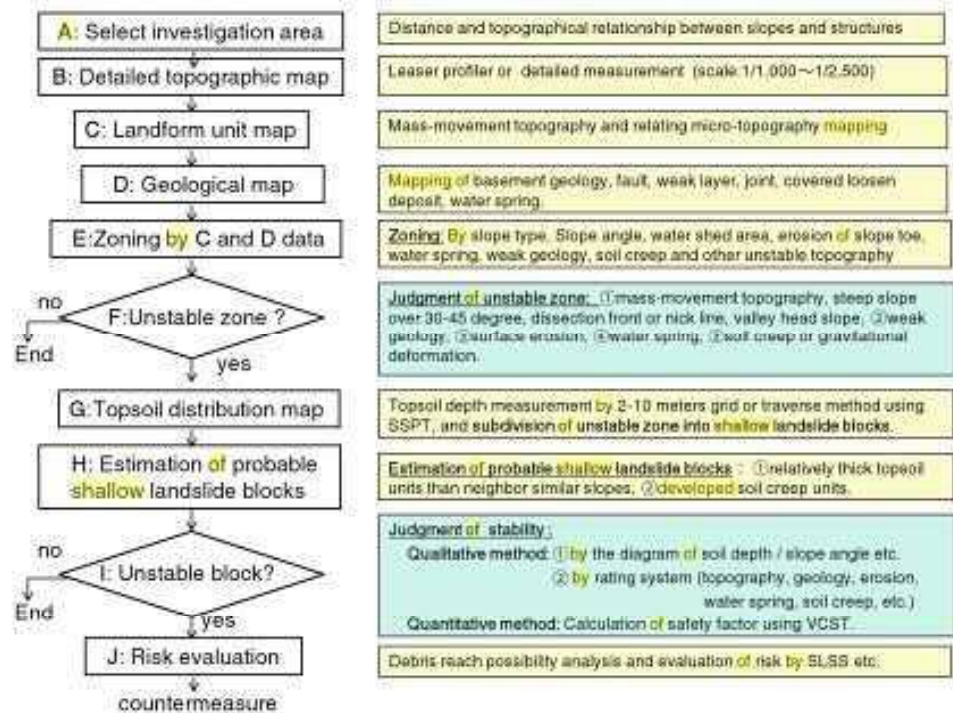 A: Select investigation area
Distance and topographical relationship between slopes and structures
B: Detailed topographic map
Leaser profiler or detailed measurement (scale:1/1.000～1/2.500)
C: Landform unit map
Mass-movement topography and relating micro-topography mapping
D: Geological map
Mapping of basement geology, fault, weak layer, joint, covered loosen
deposit, water spring.
E:Zoning by C and D data
Zoning: By slope type, Slope angle, water shed area, erosion of slope toe,
water spring, weak geology, soil creep and other unstable topography
no
F:Unstable zone ?
End
yes
Judgment of unstable zone: ①mass-movement topography, steep slope
over 30-45 degree, dissection front or nick line, valley head slope, ②weak
geology, ③surface erosion, ④water spring, ⑤soil creep or gravitational
deformation.
G:Topsoil distribution map
Topsoil depth measurement by 2-10 meters grid or traverse method using
SSPT, and subdivision of unstable zone into shallow landslide blocks.
H: Estimation of probable
shallow landslide blocks
Estimation of probable shallow landslide blocks : ①relatively thick topsoil
units than neighbor similar slopes, ②developed soil creep units.
no
I: Unstable block?
End
yes
Judgment of stability:
Qualitative method: ① by the diagram of soil depth / slope angle etc.
② by rating system (topography, geology, erosion,
water spring, soil creep, etc.)
Quantitative method: Calculation of safety factor using VCST.
J: Risk evaluation
Debris reach possibility analysis and evaluation of risk by SLSS etc.
countermeasure